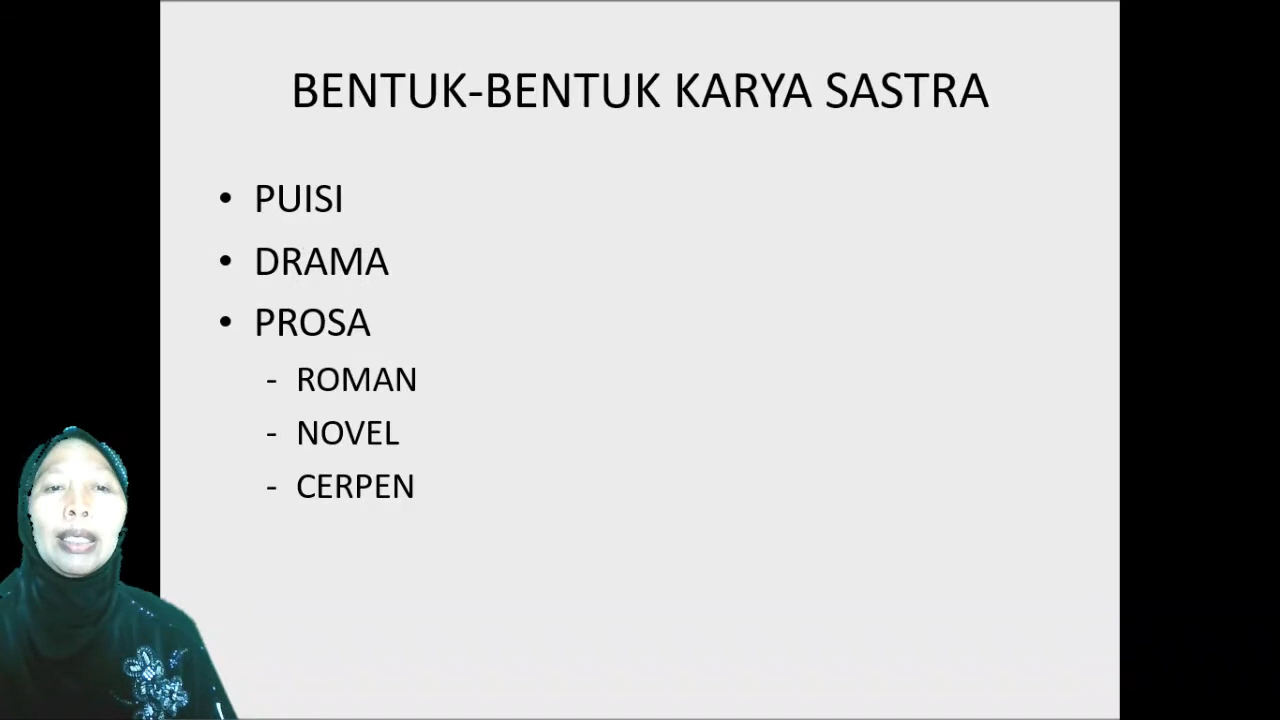 BENTUK-BENTUK KARYA SASTRA
• PUISI
• DRAMA
• PROSA
- ROMAN
- NOVEL
- CERPEN